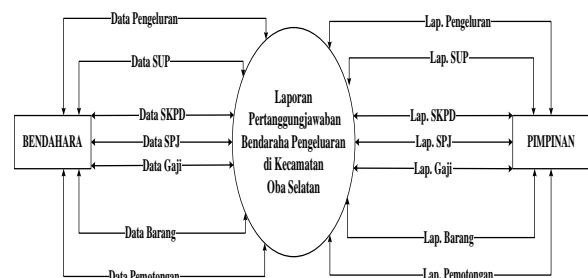 Data Pengeluran
Lap. Pengeluran
Data SUP
Lap. SUP
Laporan
Pertanggungjawaban
Bendaraha Pengeluaran
di Kecamatan
Oba Selatan
BENDAHARA
Data SKPD
Data SPJ
Data Gaji
Lap. SKPD
Lap. SPJ
Lap. Gaji
PIMPINAN
Data Barang
Lap. Barang
Data Pemotongan
Lap. Pemotongan